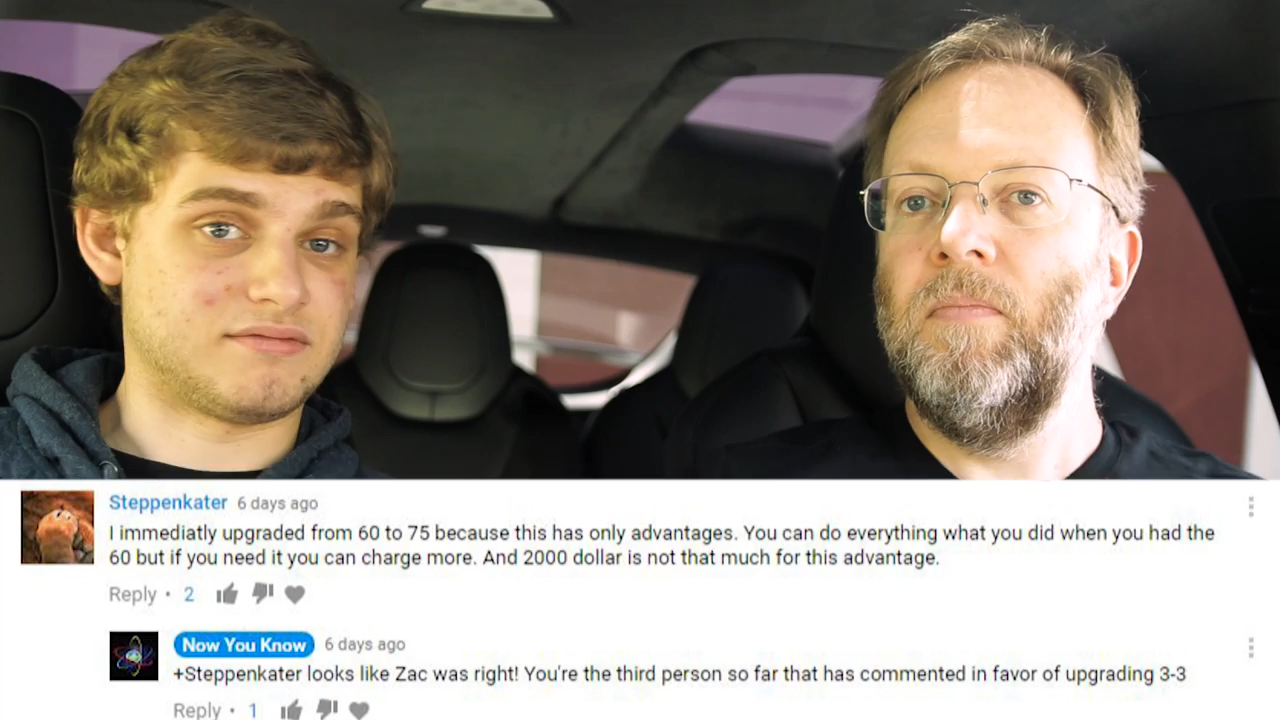 Steppenkater 6 days ago
I immediatly upgraded from 60 to 75 because this has only advantages. You can do everything what you did when you had the
60 but if you need it you can charge more. And 2000 dollar is not that much for this advantage.
Reply • 2
Now You Know 6 days ago
+Steppenkater looks like Zac was right! You're the third person so far that has commented in favor of upgrading 3-3
Reply • 1